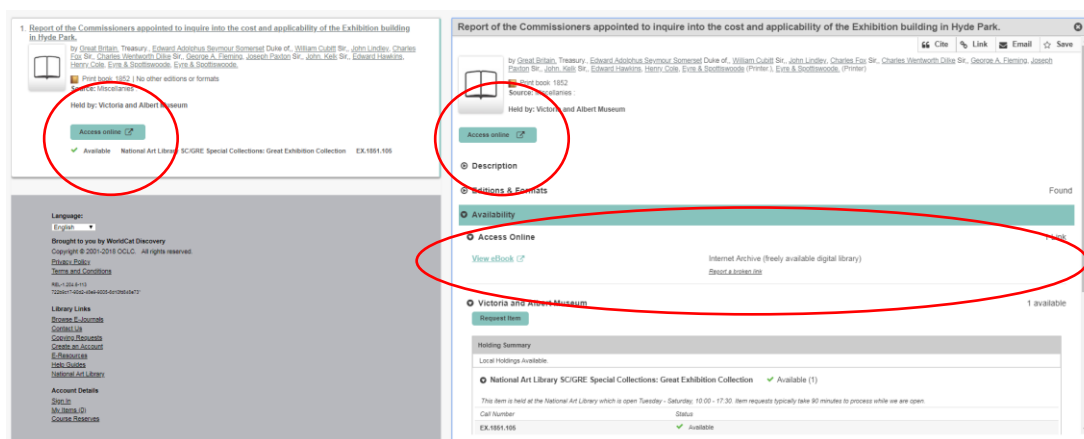 1. Report of the Commissioners appointed to inquire into the cost and applicability of the Exhibition building
in Hyde Park.
by Great Britain. Treasury., Edward Adolphus Seymour Somerset Duke of., William Cubitt Sir., John Lindley, Charles
Fox Sir., Charles Wentworth Dilke Sir., George A. Fleming, Joseph Paxton Sir., John, Kelk Sir., Edward Hawkins,
Henry Cole, Eyre & Spottiswoode,
Print book 1852 | No other editions or formats
Source: Miscellanies :
Held by: Victoria and Albert Museum
Access online
Available National Art Library SC/GRE Special Collections: Great Exhibition Collection EX.1851.105
Language:
English
Brought to you by WorldCat Discovery
Copyright © 2001-2018 OCLC. All rights reserved.
Privacy Policy
Terms and Conditions
Library Links
Browse E-Journals
Contact Us
Copying Requests
Create an Account
E-Resources
Help Guides
National Art Library
Account Details
Sign In
My Items (0)
Course Reserves
Report of the Commissioners appointed to inquire into the cost and applicability of the Exhibition building in Hyde Park.
Cite Link Email Save
by Great Britain. Treasury., Edward Adolphus Seymour Somerset Duke of., William Cubitt Sir., John Lindley, Charles Fox Sir., Charles Wentworth Dilke Sir., George A. Fleming, Joseph
Paxton Sir., John, Kelk Sir., Edward Hawkins, Henry Cole, Eyre & Spottiswoode (Printer.), Eyre & Spottiswoode, (Printer)
Print book 1852
Source: Miscellanies :
Held by: Victoria and Albert Museum
Access online
Description
Editions & Formats Found
Availability
Access Online 1 Link
View eBook Internet Archive (freely available digital library)
Report a broken link
Victoria and Albert Museum 1 available
Request Item
Holding Summary
Local Holdings Available.
National Art Library SC/GRE Special Collections: Great Exhibition Collection Available (1)
This item is held at the National Art Library which is open Tuesday - Saturday, 10:00 - 17:30. Item requests typically take 90 minutes to process while we are open.
Call Number Status
EX.1851.105 Available